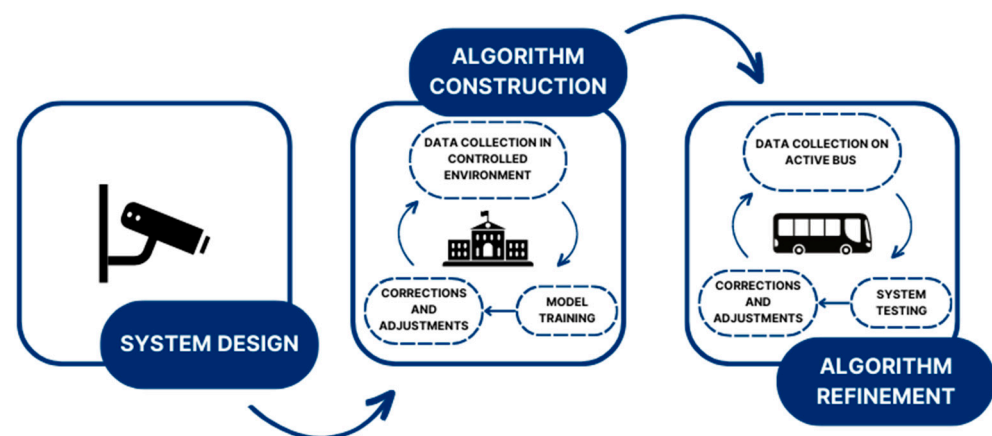 SYSTEM DESIGN
ALGORITHM
CONSTRUCTION
DATA COLLECTION IN
CONTROLLED
ENVIRONMENT
MODEL
TRAINING
CORRECTIONS
AND
ADJUSTMENTS
DATA COLLECTION ON
ACTIVE BUS
SYSTEM
TESTING
CORRECTIONS
AND
ADJUSTMENTS
ALGORITHM
REFINEMENT